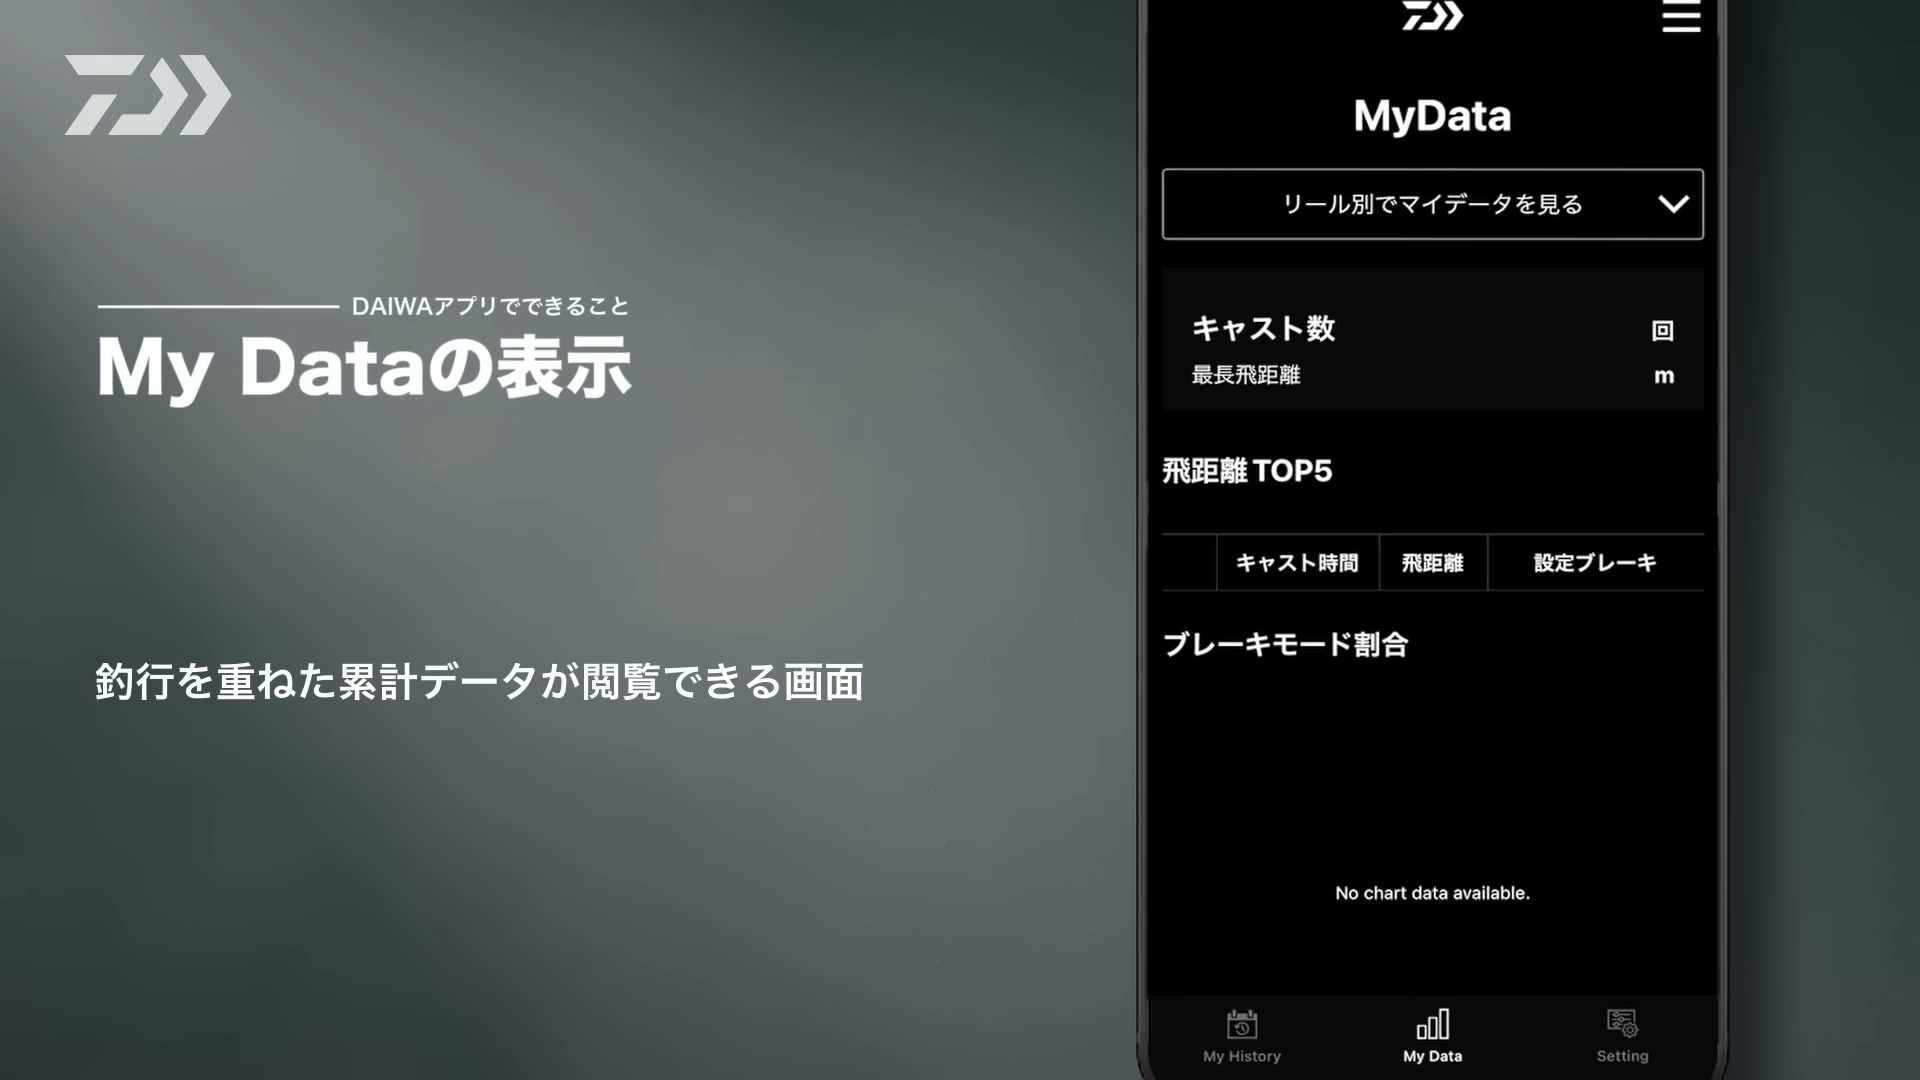 DAIWAアプリでできること
My Dataの表示
釣行を重ねた累計データが閲覧できる画面
MyData
リール別でマイデータを見る
キャスト数 回
最長飛距離 m
飛距離TOP5
キャスト時間 飛距離 設定ブレーキ
ブレーキモード割合
No chart data available.
My History My Data Setting